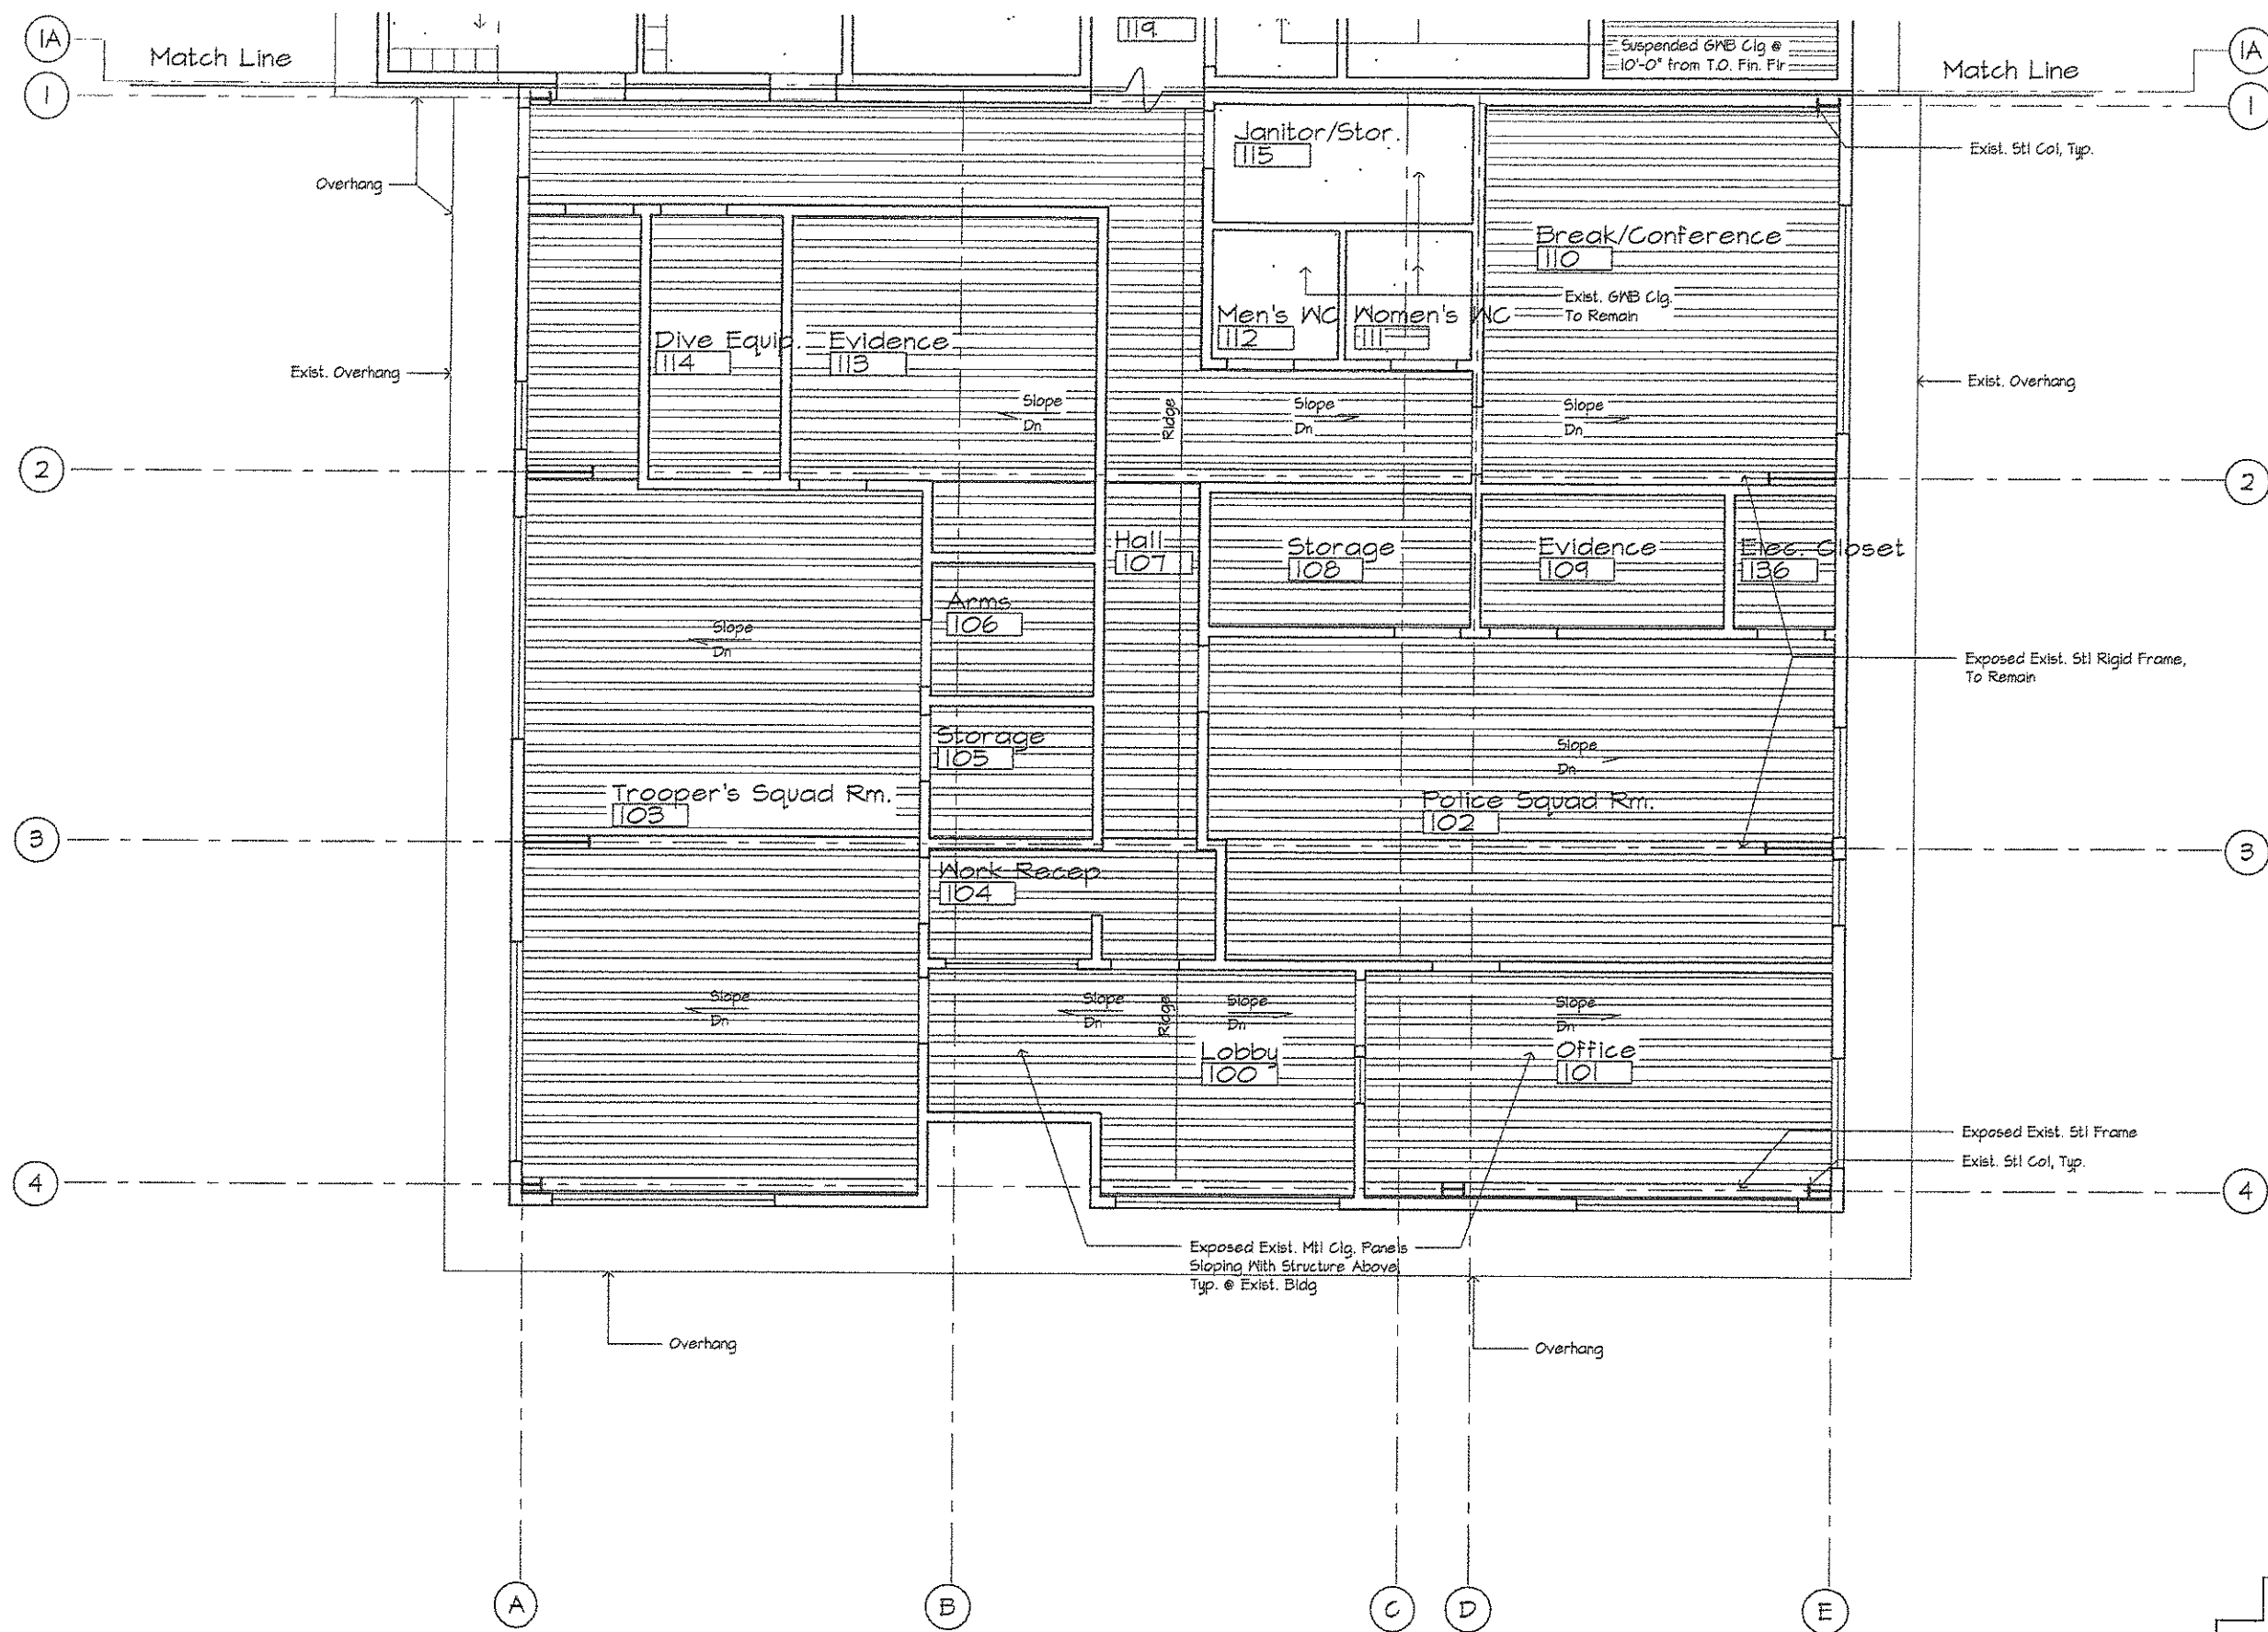 1A
Match Line
119
Suspended GWB Clg @
10'-0" from T.O. Fin. Flr
Match Line
1A
1
1
Janitor/Stor.
115
Exist. Stl Col, Typ.
Overhang
Break/Conference
110
Exist. GWB Clg.
To Remain
Men's WC
112
Women's WC
111
Dive Equip.
114
Evidence
113
Exist. Overhang
Exist. Overhang
Slope
Dn
Ridge
Slope
Dn
Slope
Dn
2
2
Hall
107
Storage
108
Evidence
109
Elec. Closet
136
Arms
106
Slope
Dn
Exposed Exist. Stl Rigid Frame,
To Remain
Storage
105
Slope
Dn
Trooper's Squad Rm.
103
Police Squad Rm.
102
3
3
Work Recep
104
Slope
Dn
Slope
Dn
Ridge
Slope
Dn
Slope
Dn
Lobby
100
Office
101
Exposed Exist. Stl Frame
Exist. Stl Col, Typ.
4
4
Exposed Exist. Mtl Clg. Panels
Sloping With Structure Above
Typ. @ Exist. Bldg
Overhang
Overhang
A
B
C
D
E